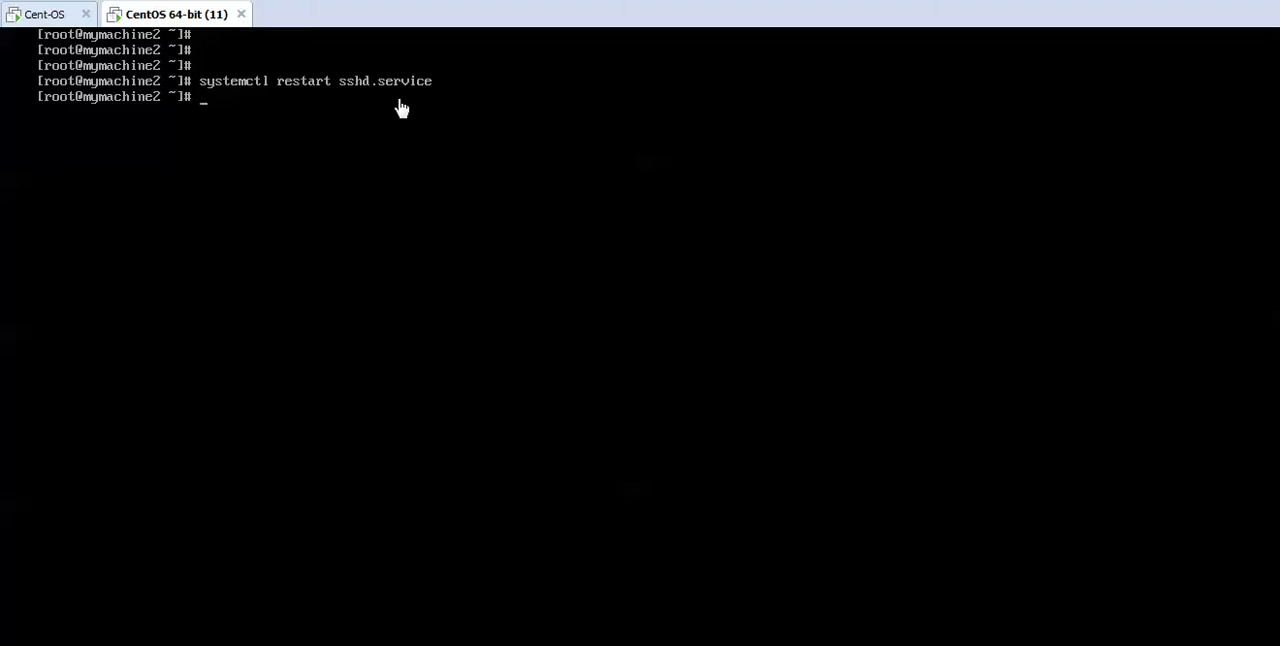 Cent-OS
CentOS 64-bit (11)
[root@mymachine2 ~]#
[root@mymachine2 ~]#
[root@mymachine2 ~]#
[root@mymachine2 ~]# systemctl restart sshd.service
[root@mymachine2 ~]# _